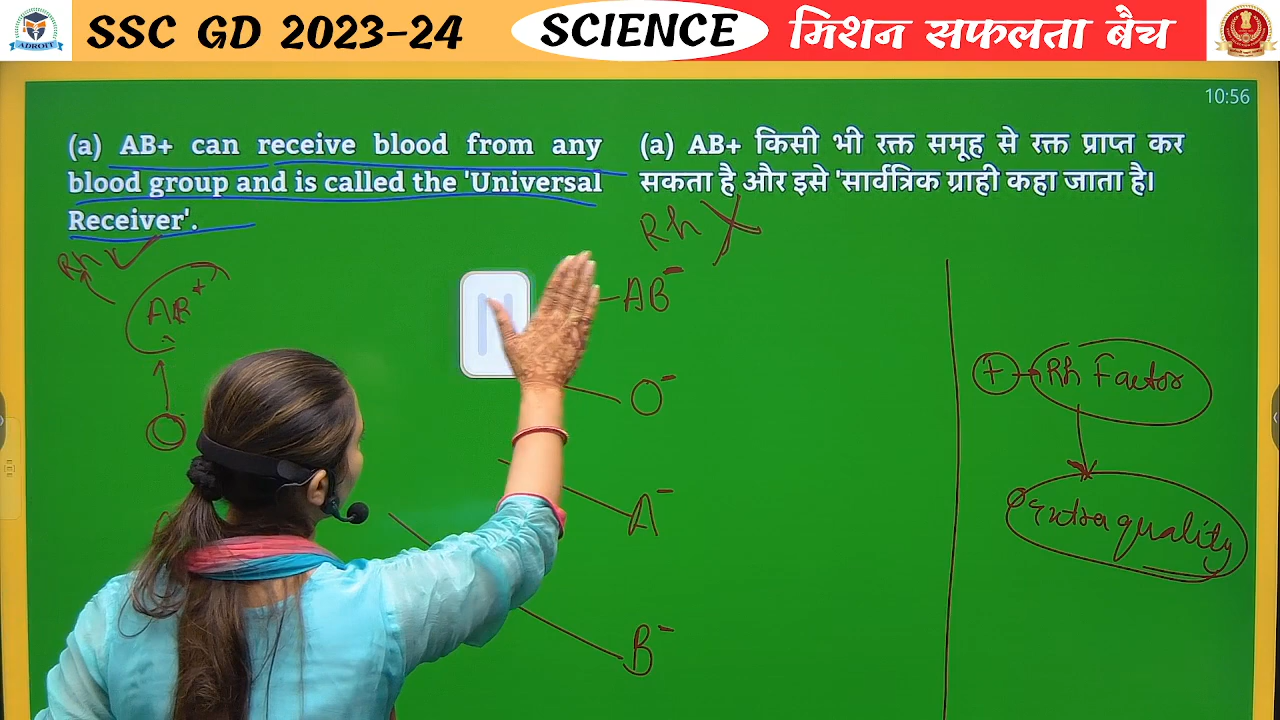 ADROIT
SSC GD 2023-24
SCIENCE
मिशन सफलता बैच
10:56
(a) AB+ can receive blood from any
blood group and is called the 'Universal
Receiver'.
(a) AB+ किसी भी रक्त समूह से रक्त प्राप्त कर
सकता है और इसे 'सार्वत्रिक ग्राही कहा जाता है।
Rh
Rh
AB+
AB-
O-
A-
B-
O
+ → Rh Factor
Extra quality